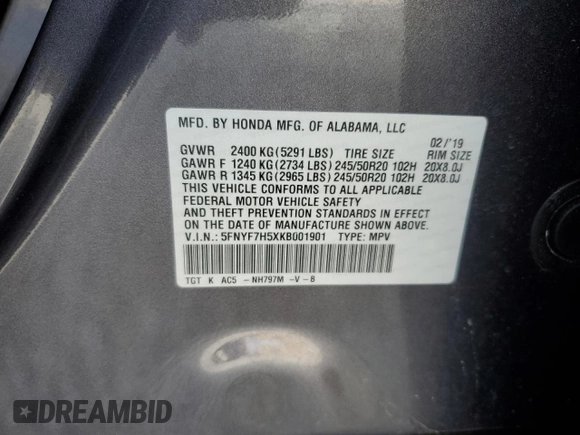 MFD. BY HONDA MFG. OF ALABAMA, LLC
02/'19
GVWR 2400 KG (5291 LBS) TIRE SIZE RIM SIZE
GAWR F 1240 KG (2734 LBS) 245/50R20 102H 20X8.0J
GAWR R 1345 KG (2965 LBS) 245/50R20 102H 20X8.0J
THIS VEHICLE CONFORMS TO ALL APPLICABLE
FEDERAL MOTOR VEHICLE SAFETY
AND THEFT PREVENTION STANDARDS IN EFFECT
ON THE DATE OF MANUFACTURE SHOWN ABOVE.
V.I.N.: 5FNYF7H5XKB001901 TYPE: MPV
TGT K AC5 -NH797M -V-B
DREAMBID